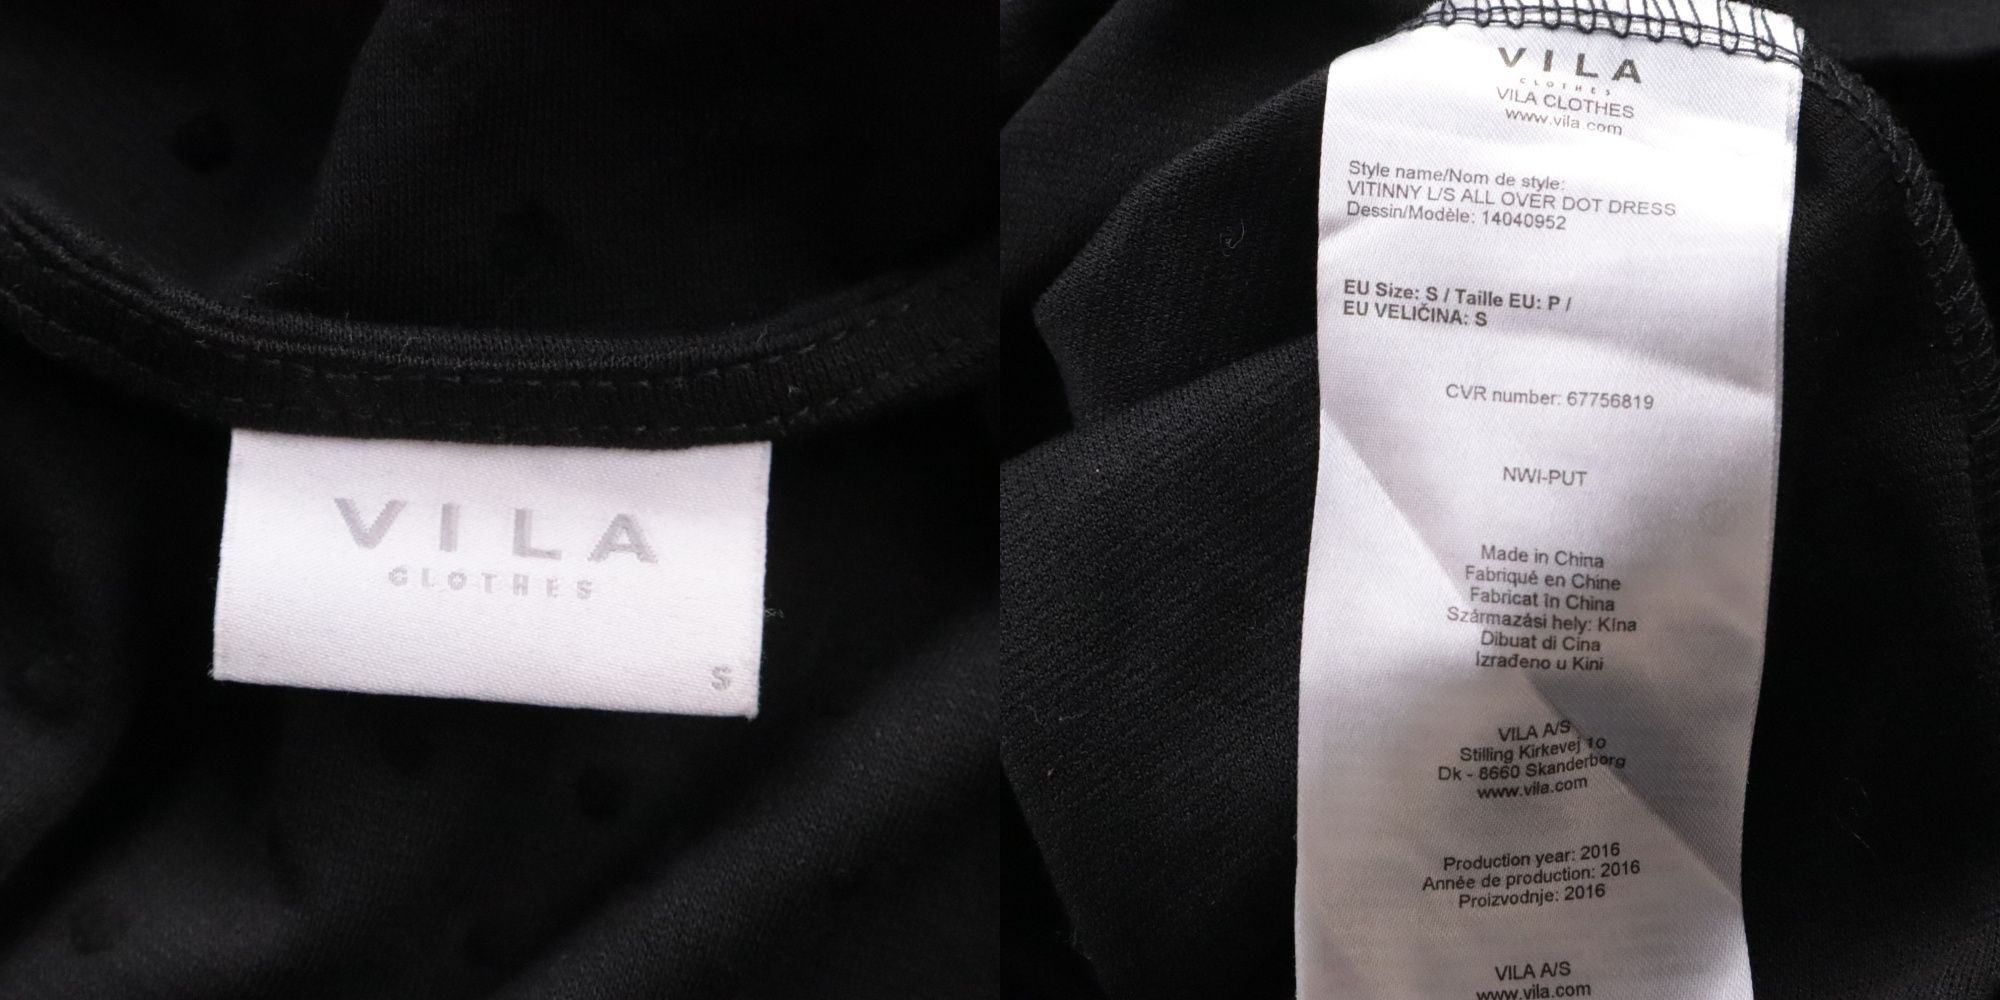 VILA
CLOTHES
S
VILA
CLOTHES
VILA CLOTHES
www.vila.com
Style name/Nom de style:
VITINNY L/S ALL OVER DOT DRESS
Dessin/Modèle: 14040952
EU Size: S / Taille EU: P /
EU VELIČINA: S
CVR number: 67756819
NWI-PUT
Made in China
Fabriqué en Chine
Fabricat în China
Származási hely: Kína
Dibuat di Cina
Izrađeno u Kini
VILA A/S
Stilling Kirkevej 10
Dk - 8660 Skanderborg
www.vila.com
Production year: 2016
Année de production: 2016
Proizvodnje: 2016
VILA A/S
www.vila.com